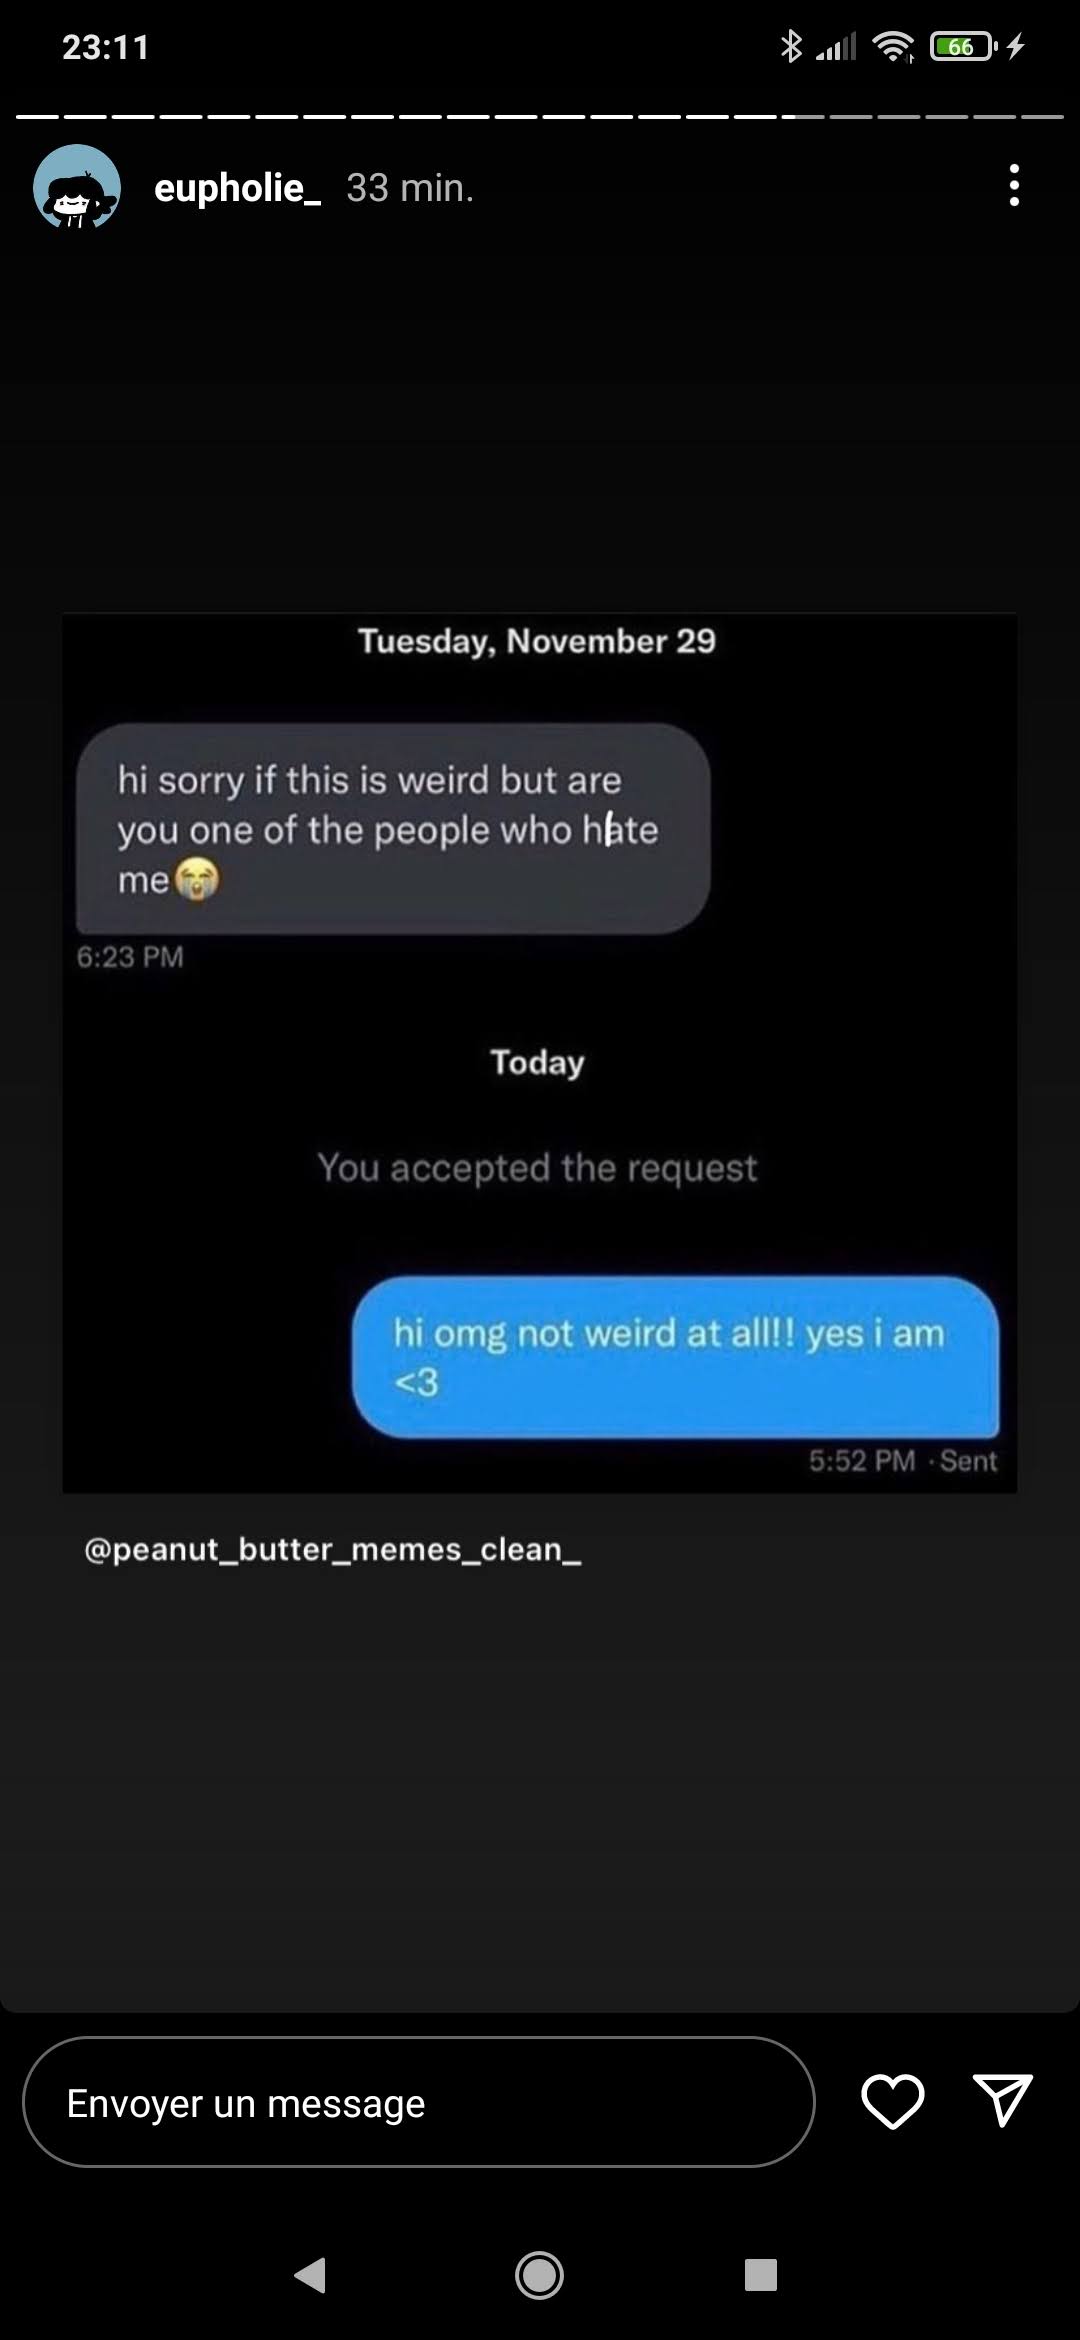 23:11
66
eupholie_ 33 min.
Tuesday, November 29
hi sorry if this is weird but are
you one of the people who hate
me😭
6:23 PM
Today
You accepted the request
hi omg not weird at all!! yes i am
<3
5:52 PM · Sent
@peanut_butter_memes_clean_
Envoyer un message